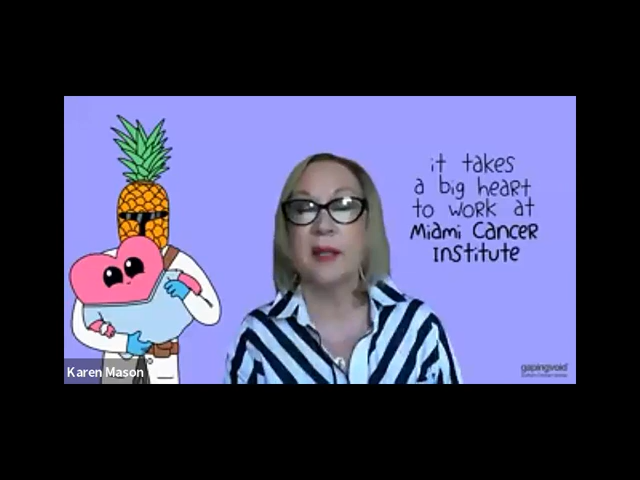 it takes
a big heart
to work at
Miami Cancer
Institute
Karen Mason
gapingvoid